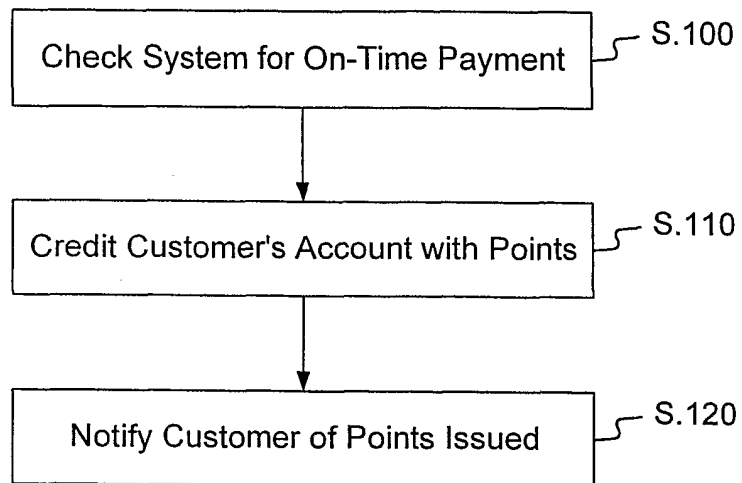 Check System for On-Time Payment
S.100
Credit Customer's Account with Points
S.110
Notify Customer of Points Issued
S.120